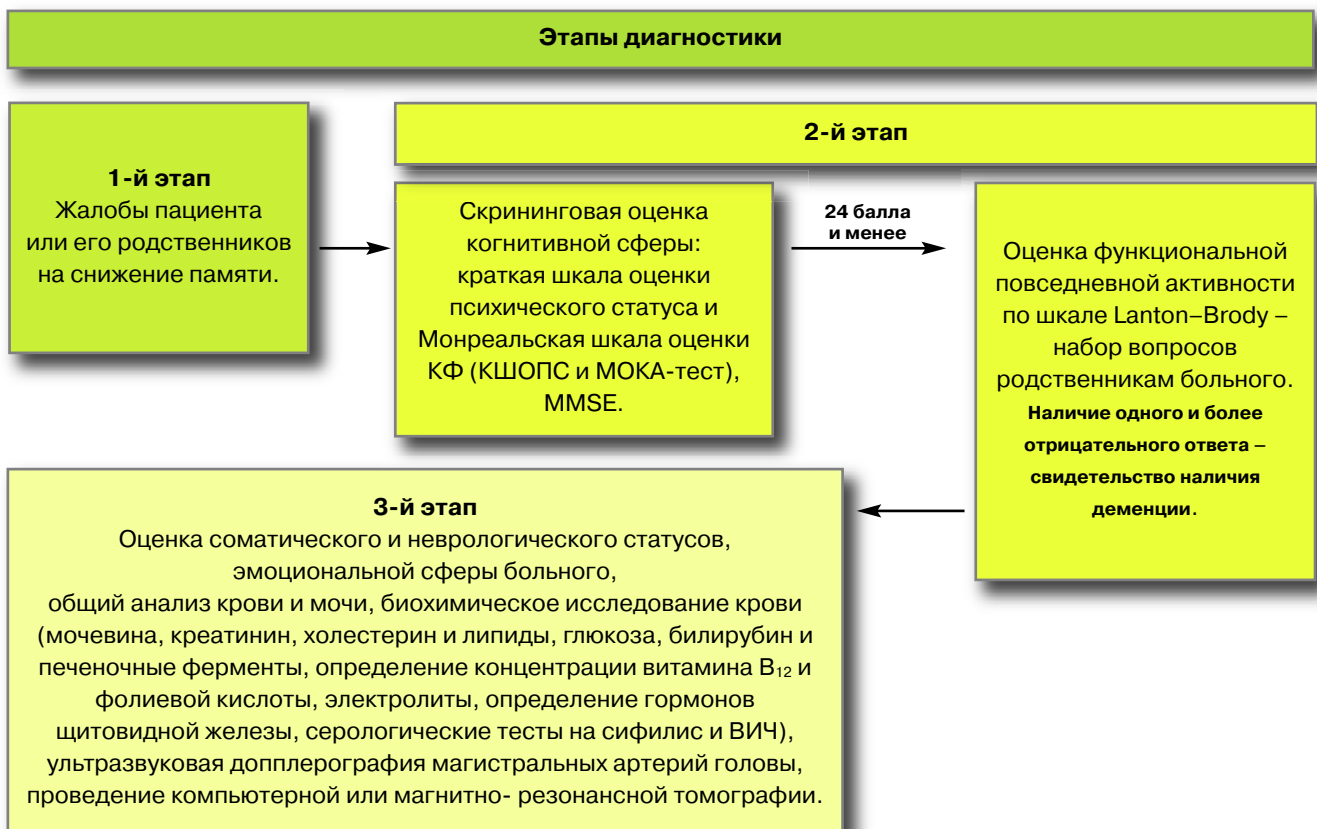 Этапы диагностики
1-й этап
Жалобы пациента
или его родственников
на снижение памяти.
2-й этап
Скрининговая оценка
когнитивной сферы:
краткая шкала оценки
психического статуса и
Монреальская шкала оценки
КФ (КШОПС и МОКА-тест),
MMSE.
24 балла
и менее
Оценка функциональной
повседневной активности
по шкале Lanton–Brody –
набор вопросов
родственникам больного.
Наличие одного и более
отрицательного ответа –
свидетельство наличия
деменции.
3-й этап
Оценка соматического и неврологического статусов,
эмоциональной сферы больного,
общий анализ крови и мочи, биохимическое исследование крови
(мочевина, креатинин, холестерин и липиды, глюкоза, билирубин и
печеночные ферменты, определение концентрации витамина B₁₂ и
фолиевой кислоты, электролиты, определение гормонов
щитовидной железы, серологические тесты на сифилис и ВИЧ),
ультразвуковая допплерография магистральных артерий головы,
проведение компьютерной или магнитно- резонансной томографии.